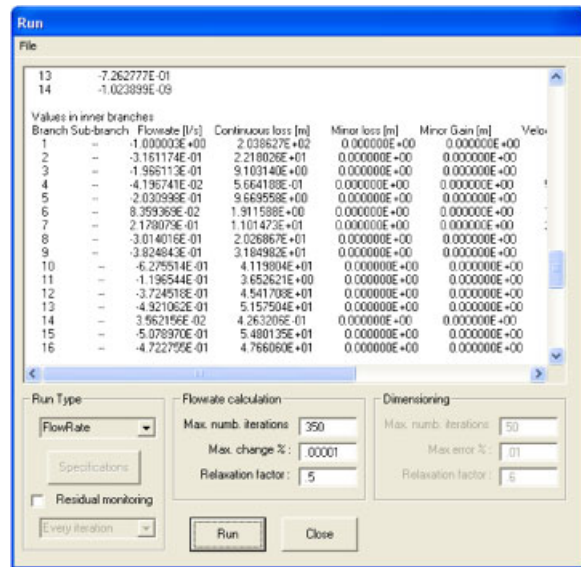 Run
File
13 -7.262777E-01
14 -1.023899E-09
Values in inner branches
Branch Sub-branch Flowrate [l/s] Continuous loss [m] Minor loss [m] Minor Gain [m] Veloc
1 -- -1.000003E+00 2.038627E+02 0.000000E+00 0.000000E+00
2 -- -3.161174E-01 2.218026E+01 0.000000E+00 0.000000E+00
3 -- -1.966113E-01 9.103140E+00 0.000000E+00 0.000000E+00
4 -- -4.196741E-02 5.664188E-01 0.000000E+00 0.000000E+00
5 -- -2.030998E-01 9.669558E+00 0.000000E+00 0.000000E+00
6 -- 8.359369E-02 1.911588E+00 0.000000E+00 0.000000E+00
7 -- 2.178079E-01 1.101473E+01 0.000000E+00 0.000000E+00
8 -- -3.014016E-01 2.026867E+01 0.000000E+00 0.000000E+00
9 -- -3.824843E-01 3.184982E+01 0.000000E+00 0.000000E+00
10 -- -6.275514E-01 4.119804E+01 0.000000E+00 0.000000E+00
11 -- -1.196544E-01 3.652621E+00 0.000000E+00 0.000000E+00
12 -- -3.724518E-01 4.541708E+01 0.000000E+00 0.000000E+00
13 -- -4.921062E-01 5.157504E+01 0.000000E+00 0.000000E+00
14 -- 3.562156E-02 4.263206E-01 0.000000E+00 0.000000E+00
15 -- -5.078970E-01 5.480135E+01 0.000000E+00 0.000000E+00
16 -- -4.722755E-01 4.766060E+01 0.000000E+00 0.000000E+00
Run Type Flowrate calculation Dimensioning
FlowRate Max. numb. iterations 350 Max. numb. iterations 50
Max. change % : .00001 Max error % : .01
Specifications Relaxation factor : .5 Relaxation factor : .6
Residual monitoring
Every iteration Run Close